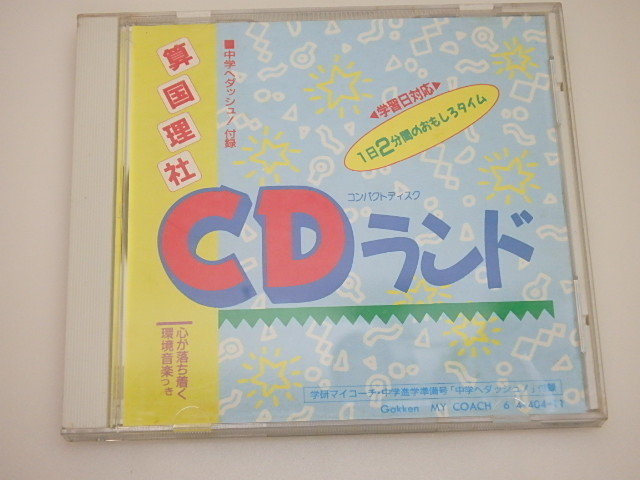 算国理社
■中学へダッシュ!付録
◀学習日対応▶
1日2分間のおもしろタイム
コンパクトディスク
CDランド
心が落ち着く
環境音楽つき
学研マイコーチ・中学進学準備号「中学へダッシュ!」付録
Gakken MY COACH